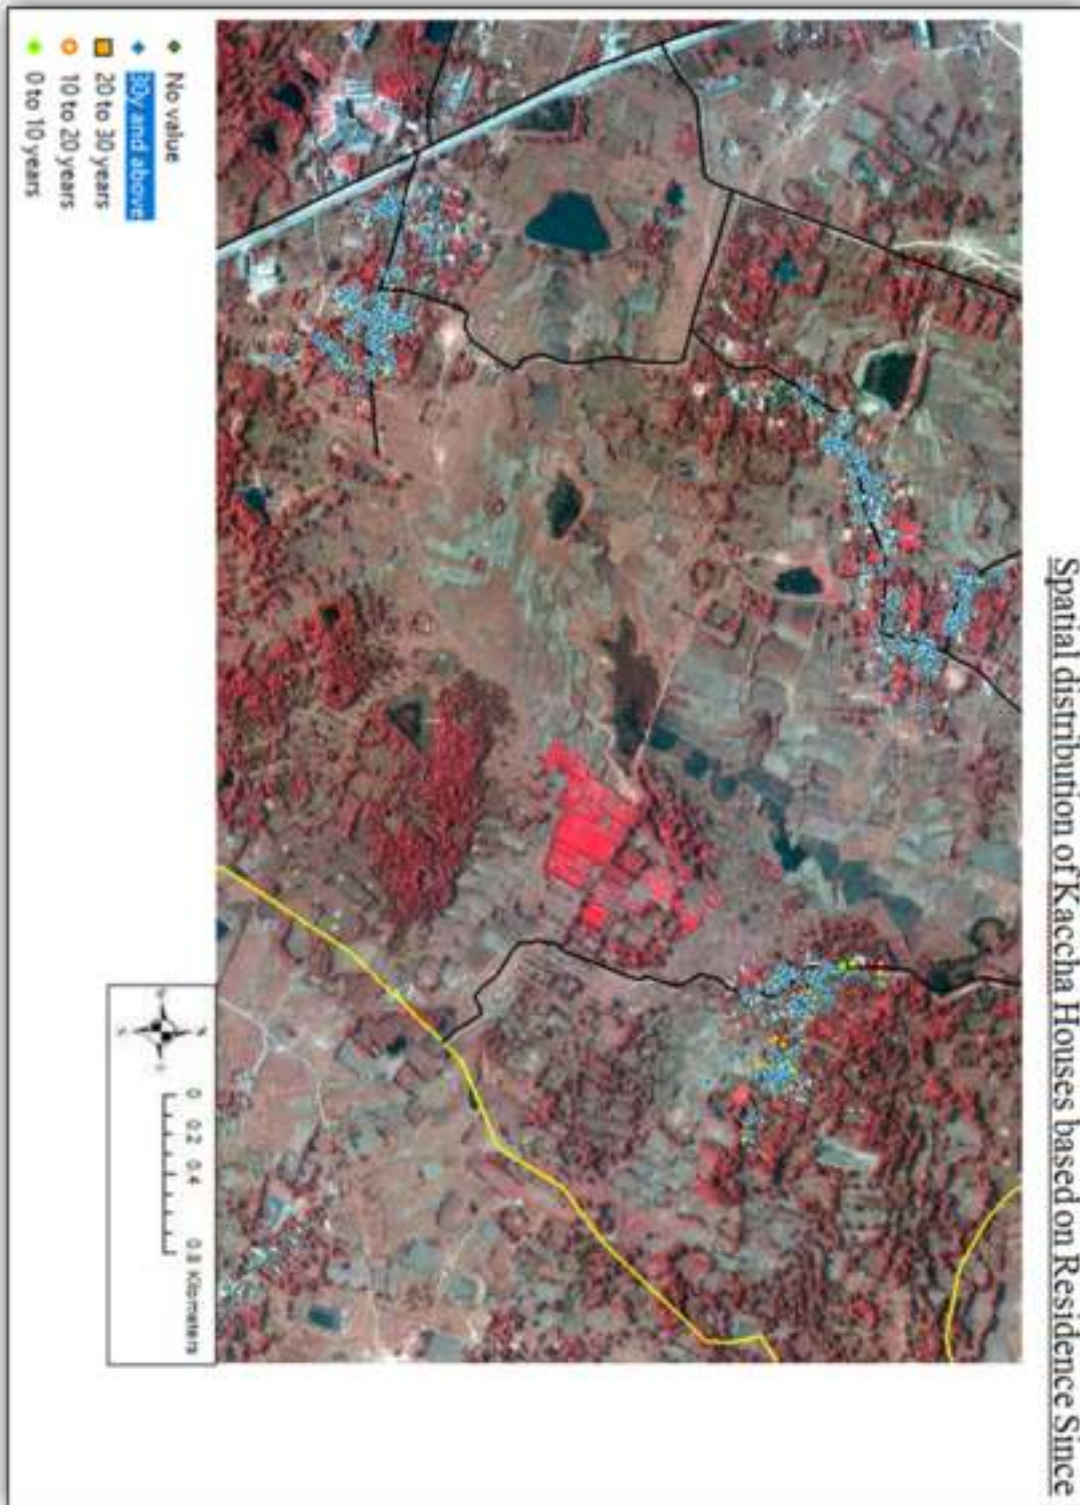 Spatial distribution of Kaccha Houses based on Residence Since
No value
30y and above
20 to 30 years
10 to 20 years
0 to 10 years
0 0.2 0.4 0.8 Kilometers